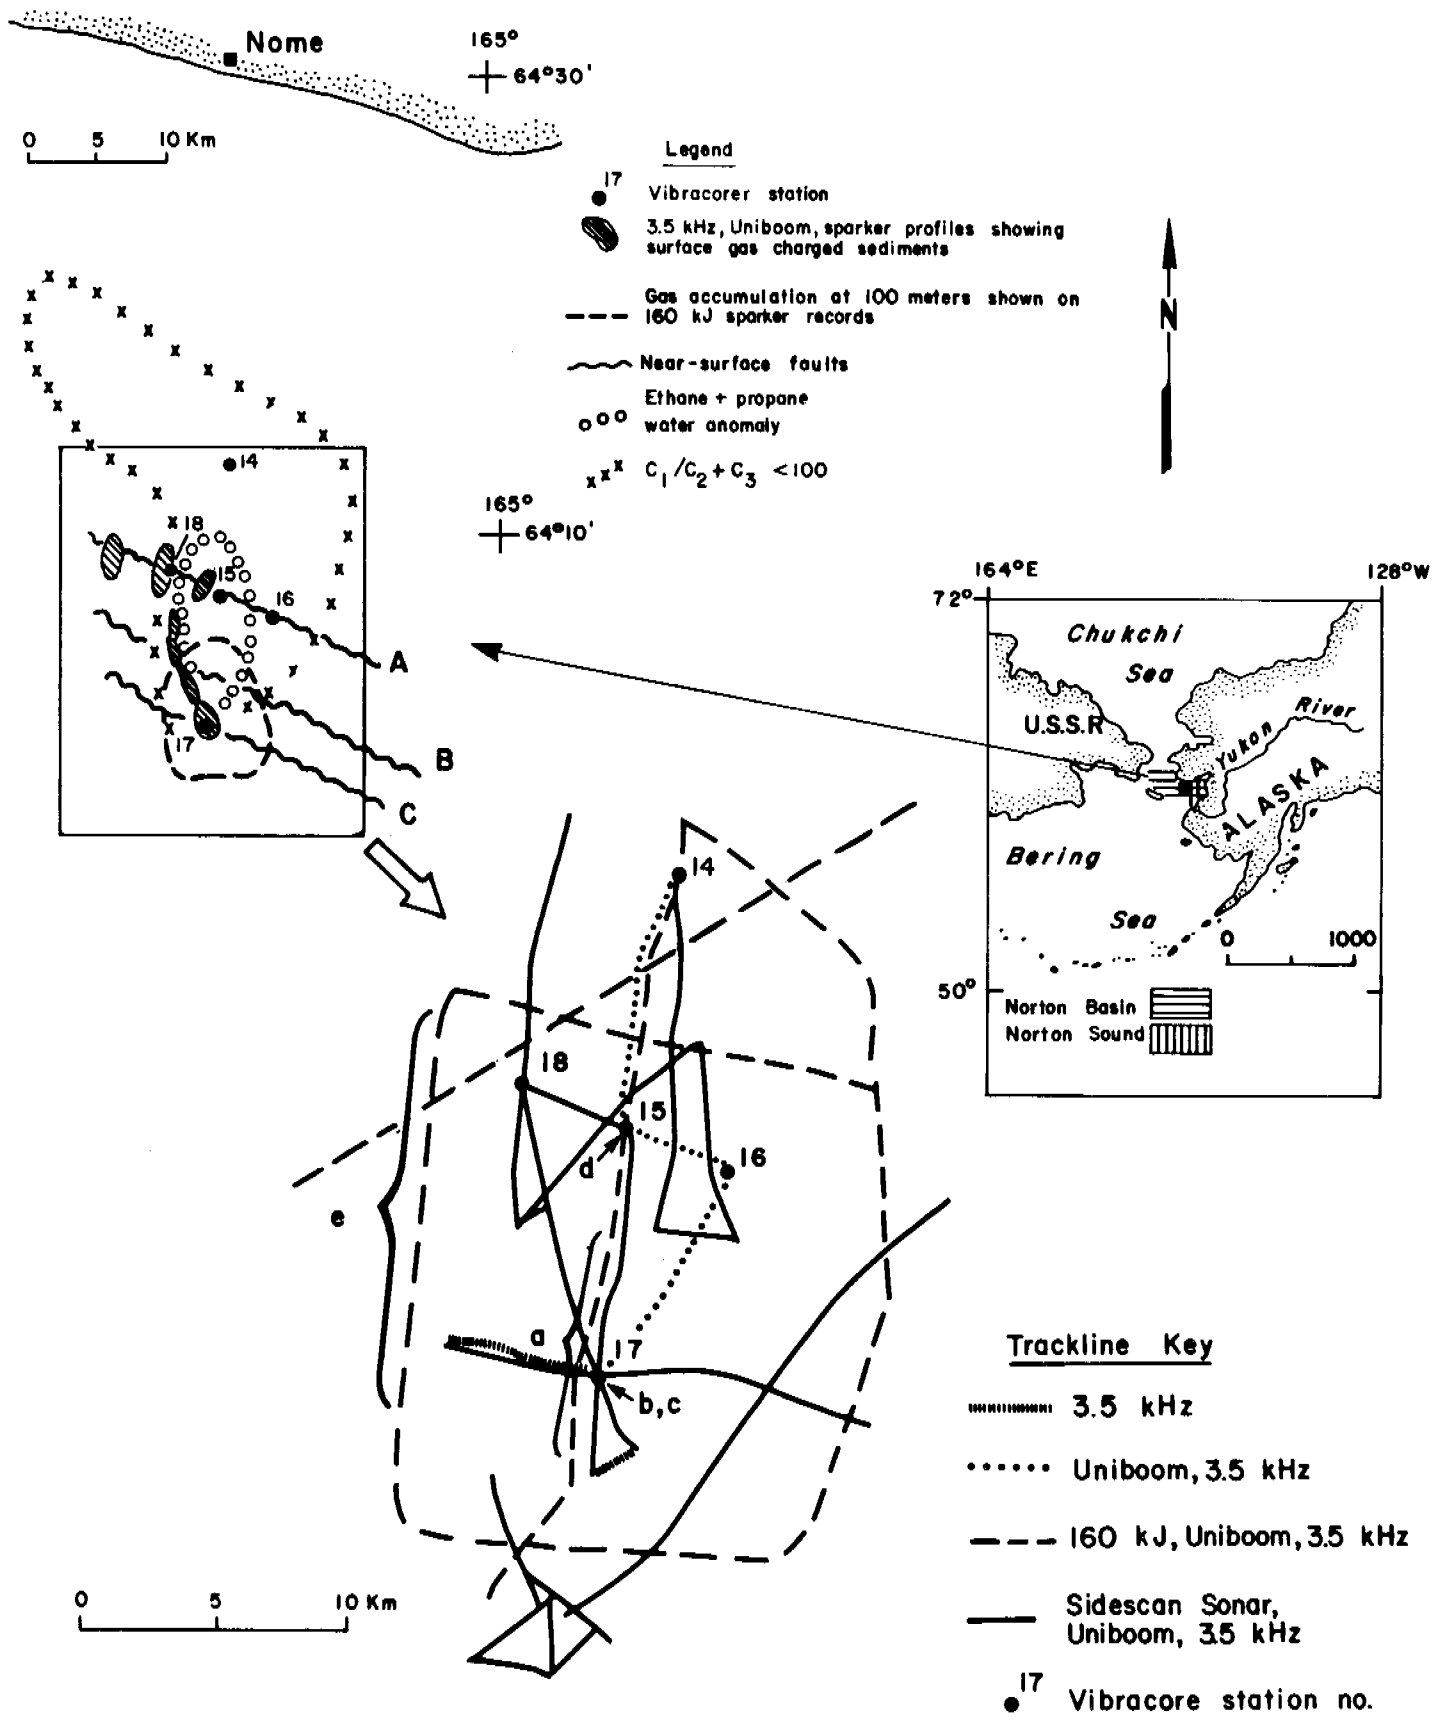 Nome
165°
64°30'
0 5 10 Km
Legend
17
Vibracorer station
3.5 kHz, Uniboom, sparker profiles showing
surface gas charged sediments
Gas accumulation at 100 meters shown on
160 kJ sparker records
Near-surface faults
Ethane + propane
water anomaly
C1/C2 + C3 <100
N
14
165°
64°10'
18
15
16
17
A
B
C
164°E
128°W
72°
Chukchi
Sea
U.S.S.R
Yukon River
ALASKA
Bering
Sea
0 1000
50°
Norton Basin
Norton Sound
14
18
15
d
16
e
a
17
b,c
0 5 10 Km
Trackline Key
3.5 kHz
Uniboom, 3.5 kHz
160 kJ, Uniboom, 3.5 kHz
Sidescan Sonar,
Uniboom, 3.5 kHz
17
Vibracore station no.